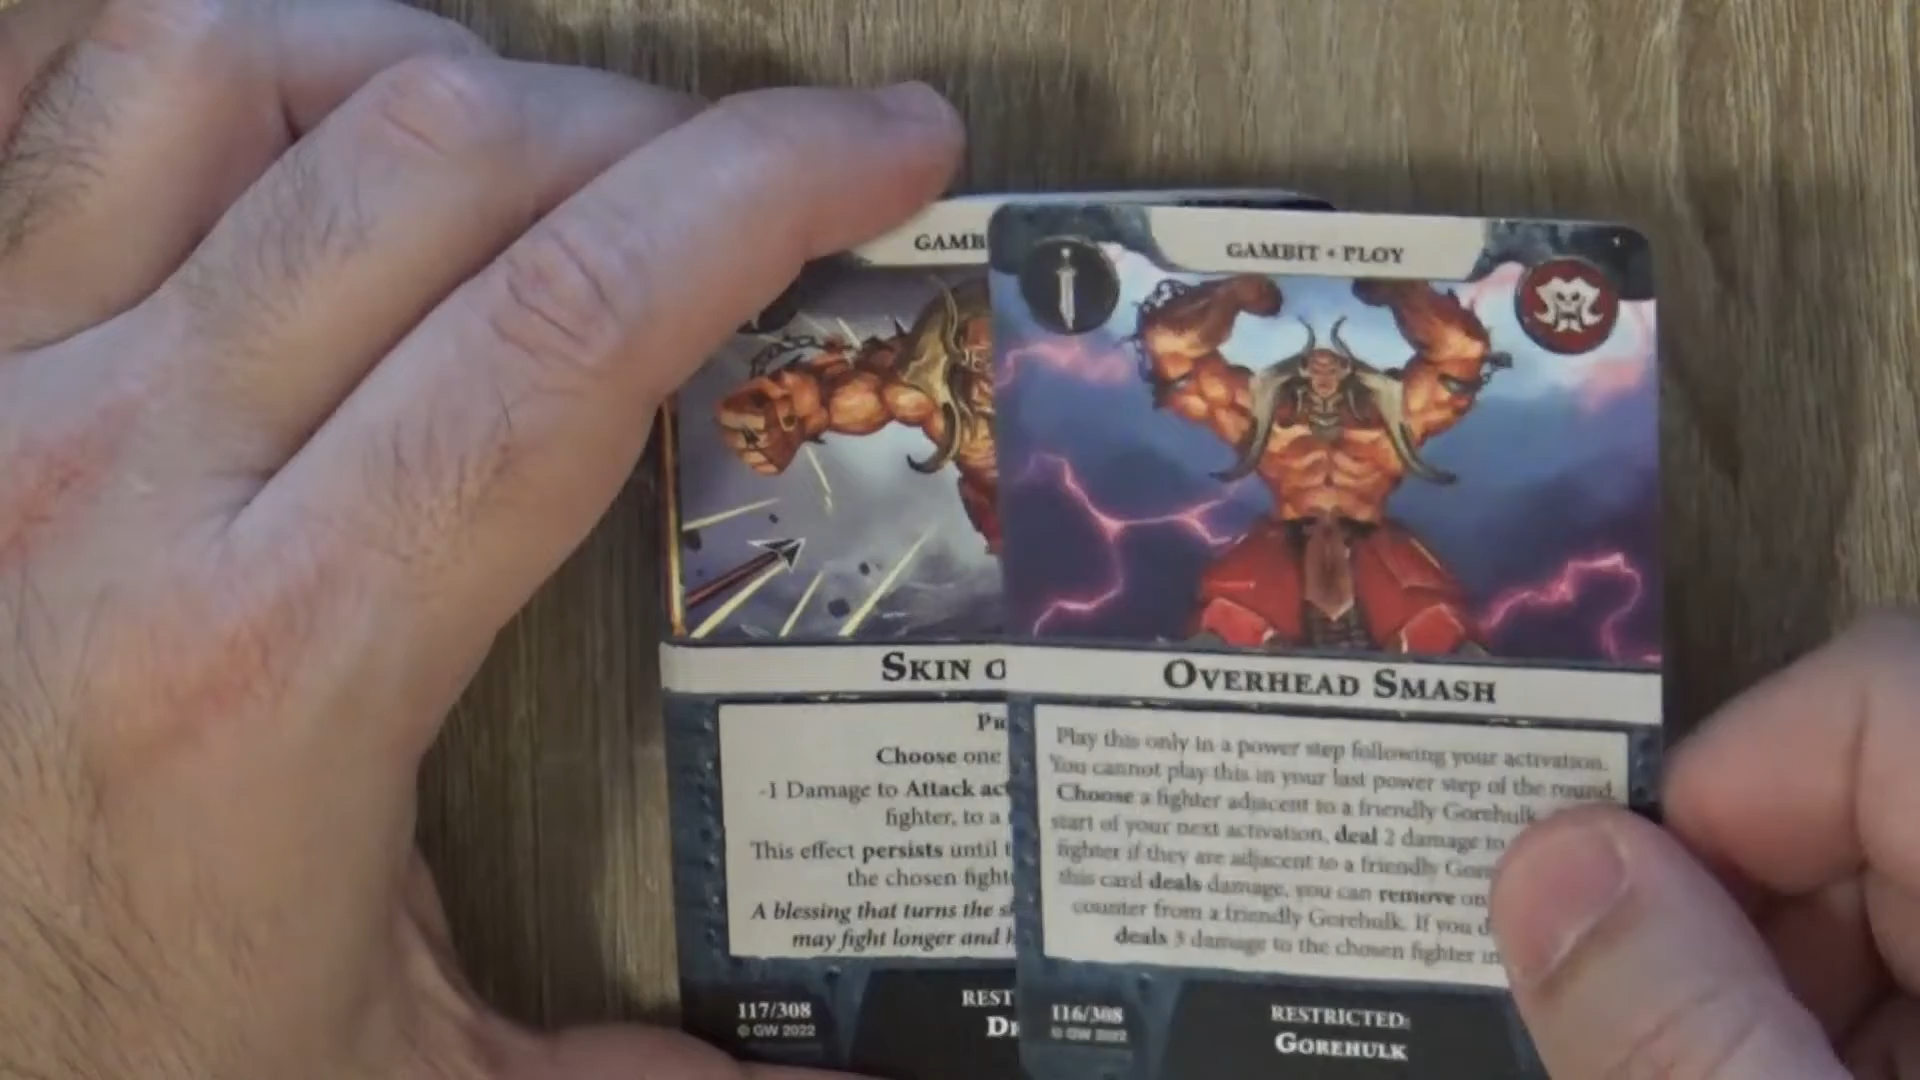 GAMB
SKIN O
Choose one
-1 Damage to Attack
fighter, to a
This effect persists until
the chosen
A blessing that turns the
may fight longer and
117/308
© GW 2022
REST
GAMBIT • PLOY
OVERHEAD SMASH
Play this only in a power step following your activation.
You cannot play this in your last power step of the round.
Choose a fighter adjacent to a friendly Gorehulk
start of your next activation, deal 2 damage to
fighter if they are adjacent to a friendly
this card deals damage, you can remove
counter from a friendly Gorehulk. If you
deals 3 damage to the chosen fighter
116/308
© GW 2022
RESTRICTED:
GOREHULK